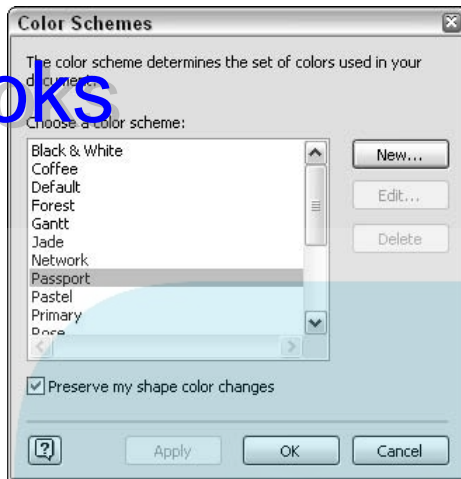 Color Schemes
The color scheme determines the set of colors used in your
document.
oks
Choose a color scheme:
Black & White
Coffee
Default
Forest
Gantt
Jade
Network
Passport
Pastel
Primary
Rose
New...
Edit...
Delete
Preserve my shape color changes
Apply
OK
Cancel